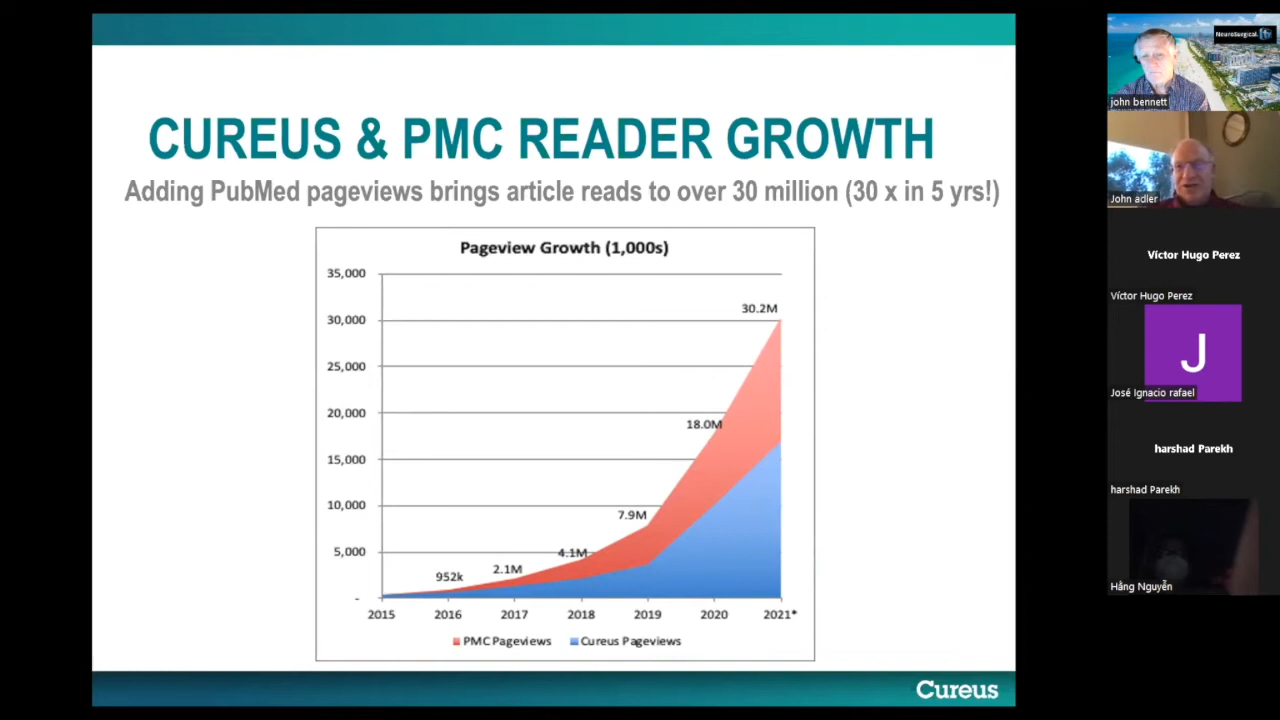 CUREUS & PMC READER GROWTH
Adding PubMed pageviews brings article reads to over 30 million (30 x in 5 yrs!)
Pageview Growth (1,000s)
35,000
30,000
25,000
20,000
15,000
10,000
5,000
-
952k
2.1M
4.1M
7.9M
18.0M
30.2M
2015 2016 2017 2018 2019 2020 2021*
PMC Pageviews Cureus Pageviews
Cureus
NeuroSurgical.tv
john bennett
John adler
Víctor Hugo Perez
Víctor Hugo Perez
J
José Ignacio rafael
harshad Parekh
harshad Parekh
Hằng Nguyễn